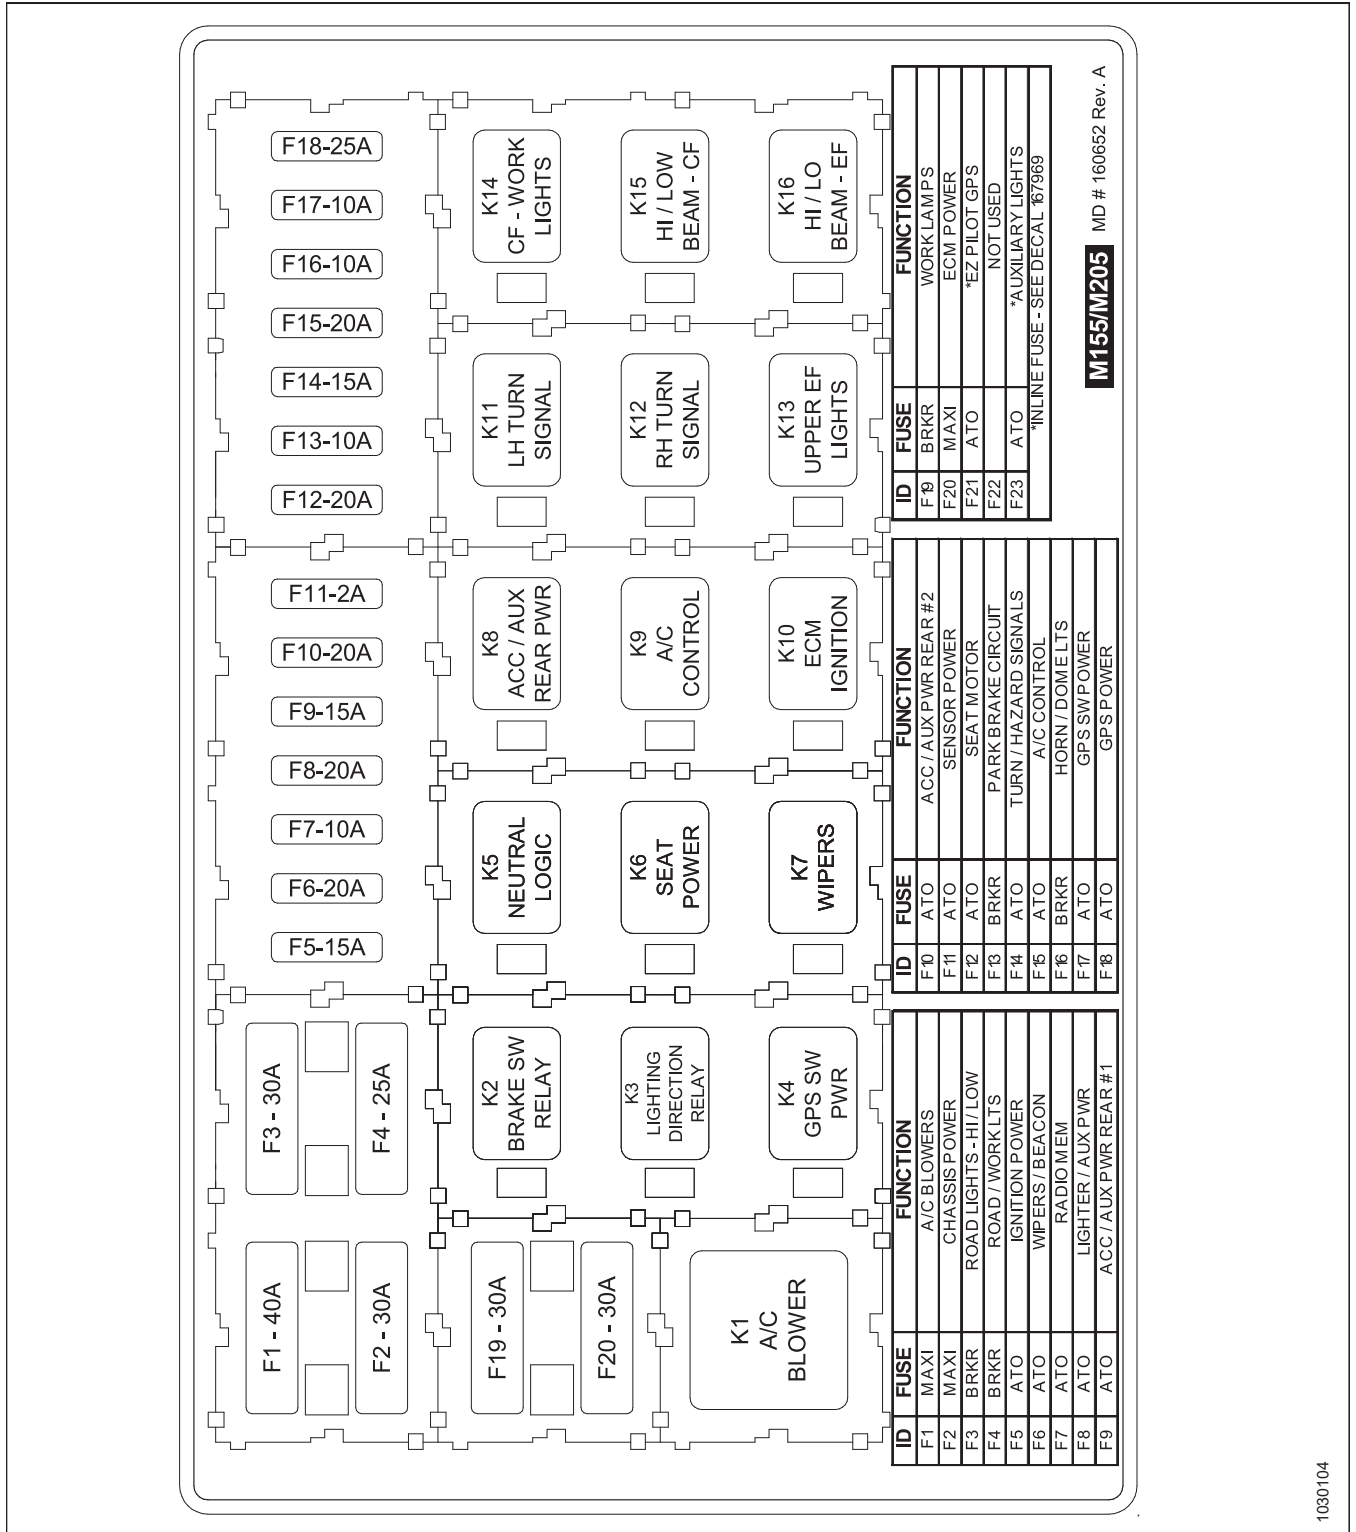 F1 - 40A
F2 - 30A
F3 - 30A
F4 - 25A
F5-15A
F6-20A
F7-10A
F8-20A
F9-15A
F10-20A
F11-2A
F12-20A
F13-10A
F14-15A
F15-20A
F16-10A
F17-10A
F18-25A
F19 - 30A
F20 - 30A
K1
A/C
BLOWER
K2
BRAKE SW
RELAY
K3
LIGHTING
DIRECTION
RELAY
K4
GPS SW
PWR
K5
NEUTRAL
LOGIC
K6
SEAT
POWER
K7
WIPERS
K8
ACC / AUX
REAR PWR
K9
A/C
CONTROL
K10
ECM
IGNITION
K11
LH TURN
SIGNAL
K12
RH TURN
SIGNAL
K13
UPPER EF
LIGHTS
K14
CF - WORK
LIGHTS
K15
HI / LOW
BEAM - CF
K16
HI / LO
BEAM - EF
ID FUSE FUNCTION
F1 MAXI A/C BLOWERS
F2 MAXI CHASSIS POWER
F3 BRKR ROAD LIGHTS - HI / LOW
F4 BRKR ROAD / WORK LTS
F5 ATO IGNITION POWER
F6 ATO WIPERS / BEACON
F7 ATO RADIO MEM
F8 ATO LIGHTER / AUX PWR
F9 ATO ACC / AUX PWR REAR #1
ID FUSE FUNCTION
F10 ATO ACC / AUX PWR REAR #2
F11 ATO SENSOR POWER
F12 ATO SEAT MOTOR
F13 BRKR PARK BRAKE CIRCUIT
F14 ATO TURN / HAZARD SIGNALS
F15 ATO A/C CONTROL
F16 BRKR HORN / DOME LTS
F17 ATO GPS SW POWER
F18 ATO GPS POWER
ID FUSE FUNCTION
F19 BRKR WORK LAMPS
F20 MAXI ECM POWER
F21 ATO *EZ PILOT GPS
F22 NOT USED
F23 ATO *AUXILIARY LIGHTS
*INLINE FUSE - SEE DECAL 167969
M155/M205 MD # 160652 Rev. A
1030104